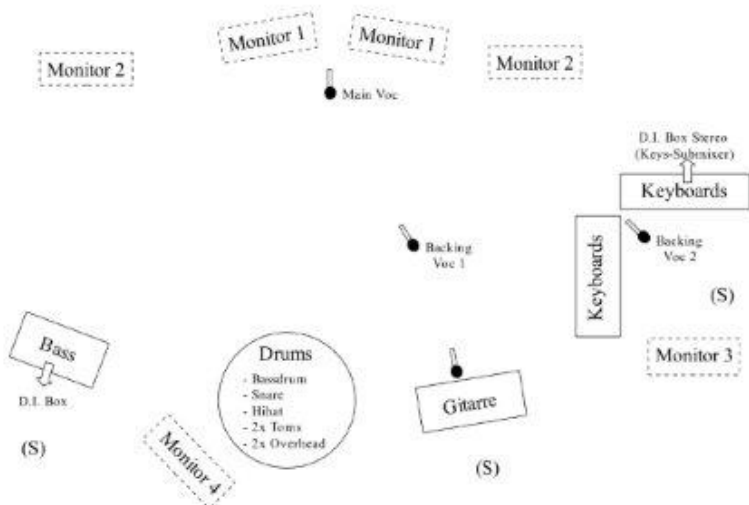 Monitor 1
Monitor 1
Monitor 2
Monitor 2
Main Voc
D.I. Box Stereo
(Keys-Submixer)
Keyboards
Backing
Voc 1
Keyboards
Backing
Voc 2
(S)
Bass
D.I. Box
(S)
Drums
- Bassdrum
- Snare
- Hihat
- 2x Toms
- 2x Overhead
Monitor 4
Gitarre
(S)
Monitor 3